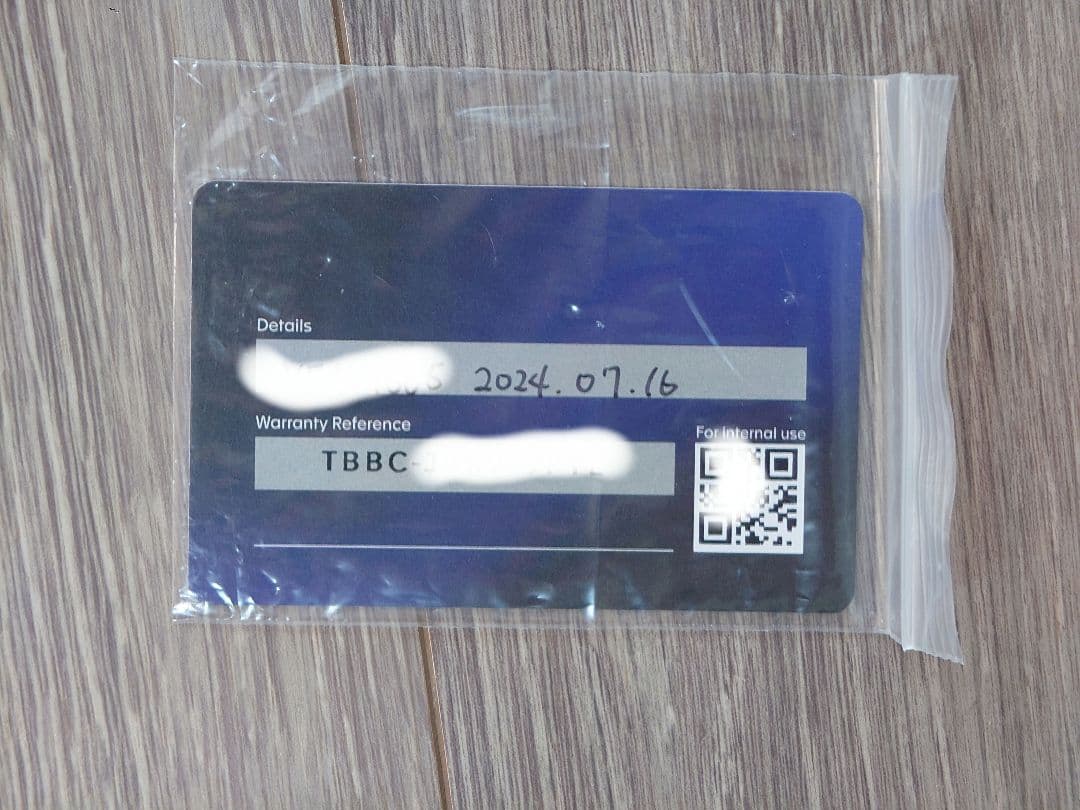 Details
2024.07.16
Warranty Reference
TBBC-
For internal use